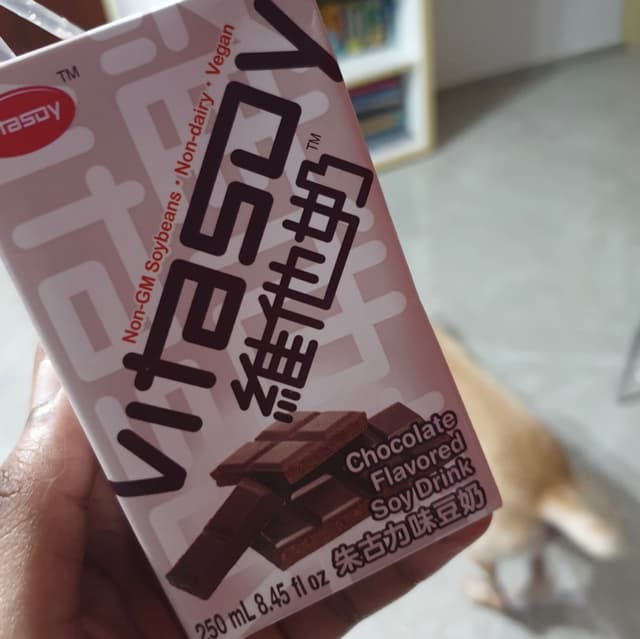 TM
Vitasoy
Non-GM Soybeans • Non-dairy • Vegan
vitasoy
TM
維他奶
Chocolate
Flavored
Soy Drink
朱古力味豆奶
250 mL 8.45 fl oz